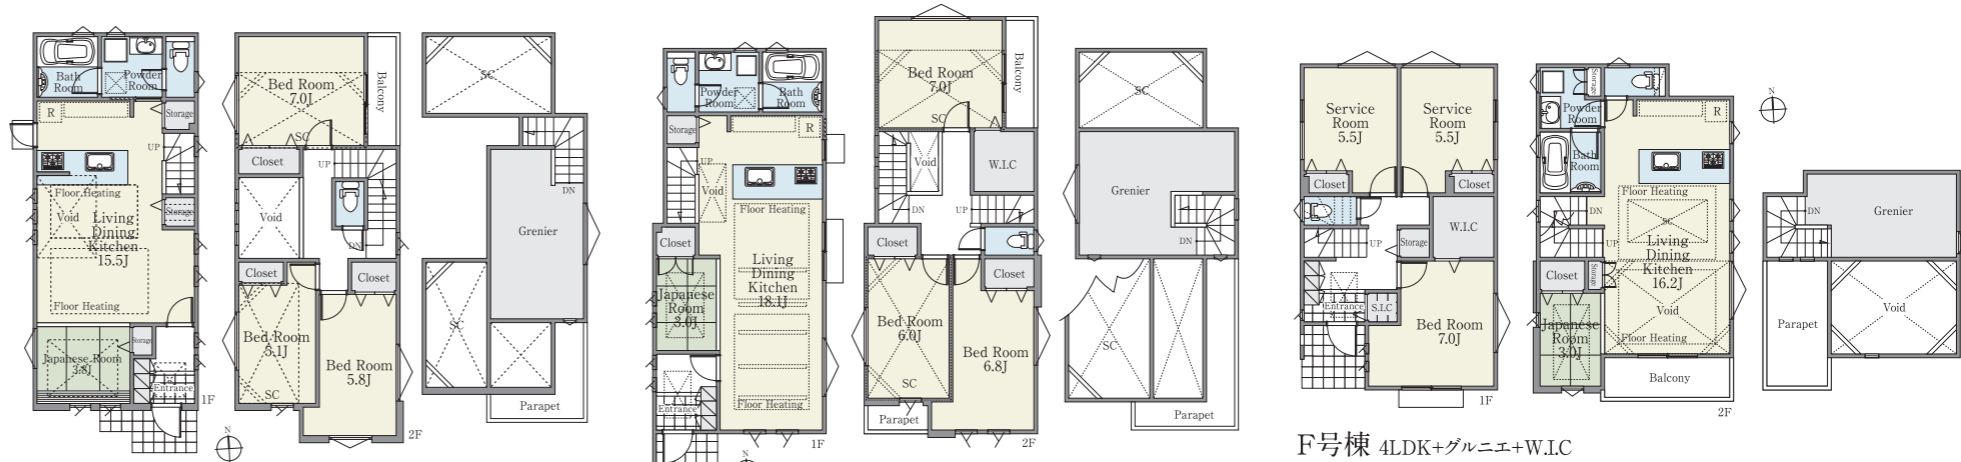 Bath
Room
Powder
Room
R
Storage
UP
Floor Heating
Void
Living
Dining
Kitchen
15.5J
Storage
Floor Heating
Japanese Room
3.8J
Storage
Entrance
1F
N
Bed Room
7.0J
SC
Balcony
Closet
UP
Void
DN
Closet
Closet
Bed Room
5.1J
SC
Bed Room
5.8J
2F
SC
DN
Grenier
SC
Parapet
Powder
Room
Bath
Room
Storage
R
UP
Void
Floor Heating
Closet
Living
Dining
Kitchen
18.1J
Japanese
Room
3.0J
Floor Heating
Entrance
1F
N
Bed Room
7.0J
SC
Balcony
Void
W.I.C
DN
UP
Closet
Closet
Bed Room
6.0J
SC
Bed Room
6.8J
Parapet
2F
SC
Grenier
DN
SC
Parapet
Service
Room
5.5J
Service
Room
5.5J
Closet
Closet
UP
Storage
W.I.C
Entrance
S.I.C
Bed Room
7.0J
1F
Storage
Powder
Room
R
Bath
Room
Floor Heating
SC
DN
UP
Living
Dining
Kitchen
16.2J
Closet
Storage
Void
Japanese
Room
3.0J
Floor Heating
Balcony
2F
N
DN
Grenier
Parapet
Void
F号棟 4LDK+グルニエ+W.I.C